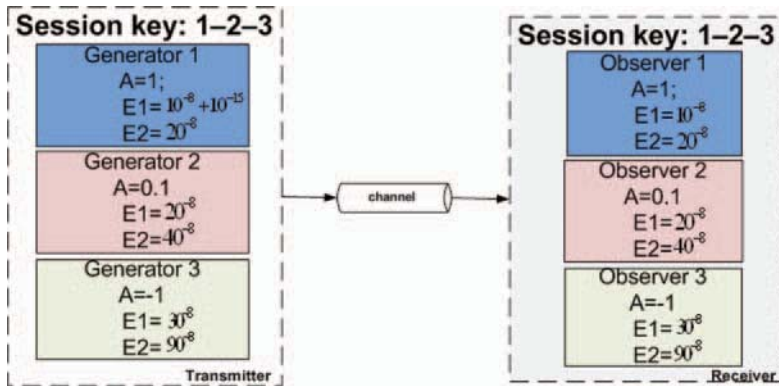 Session key: 1–2–3
Generator 1
A=1;
E1= 10⁻⁸ +10⁻¹⁵
E2= 20⁻⁸
Generator 2
A=0.1
E1= 20⁻⁸
E2= 40⁻⁸
Generator 3
A=-1
E1= 30⁻⁸
E2= 90⁻⁸
Transmitter
channel
Session key: 1–2–3
Observer 1
A=1;
E1= 10⁻⁸
E2= 20⁻⁸
Observer 2
A=0.1
E1= 20⁻⁸
E2= 40⁻⁸
Observer 3
A=-1
E1= 30⁻⁸
E2= 90⁻⁸
Receiver